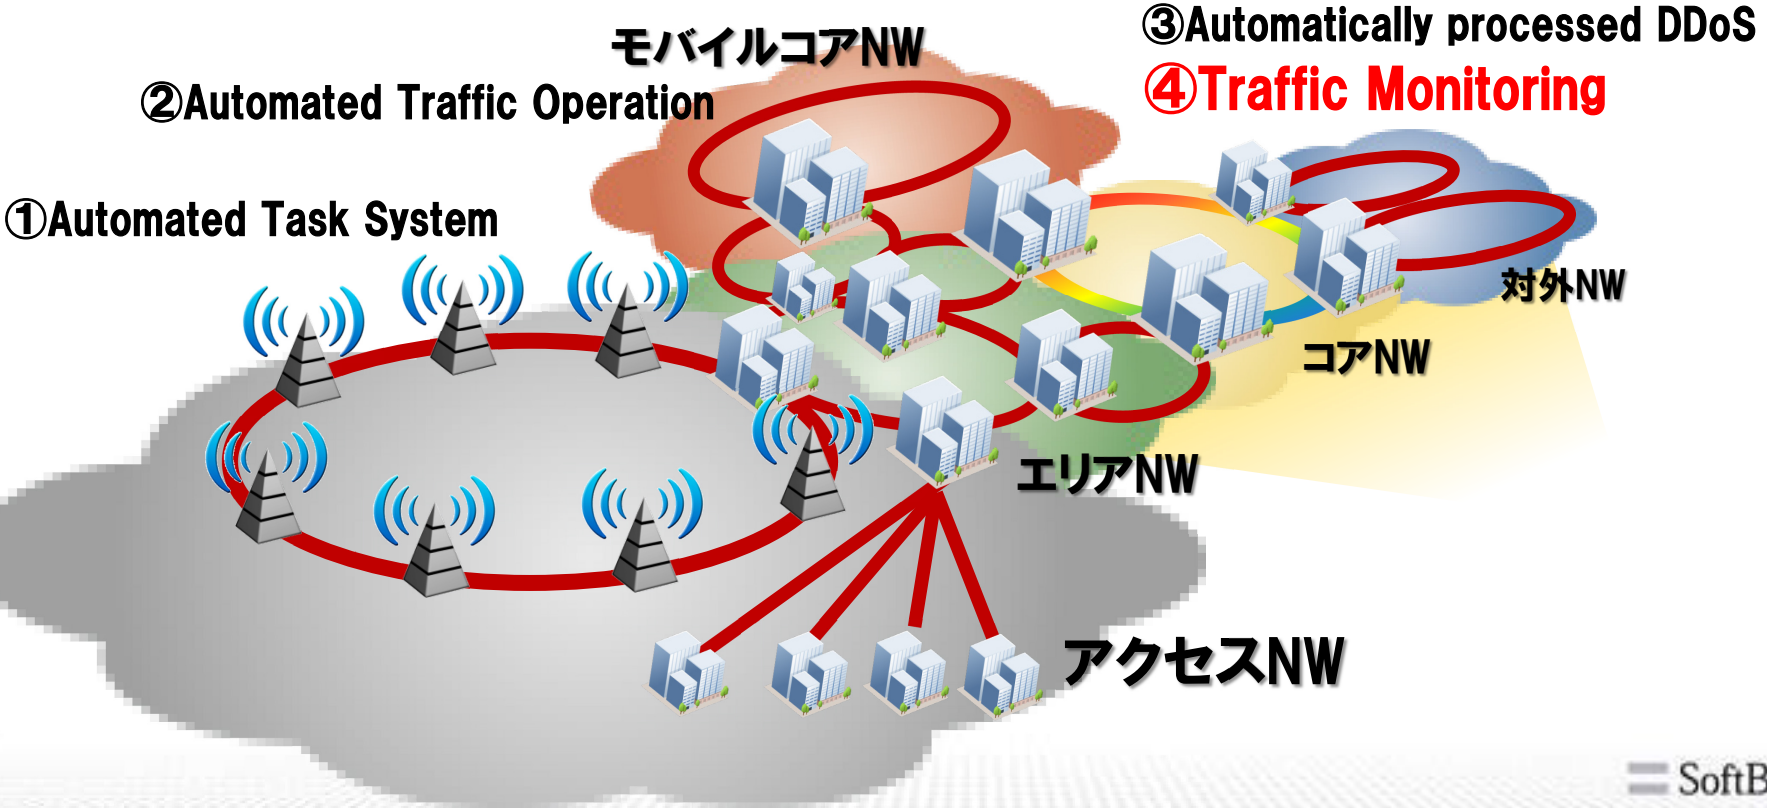 ③Automatically processed DDoS
モバイルコアNW
④Traffic Monitoring
②Automated Traffic Operation
①Automated Task System
対外NW
コアNW
エリアNW
アクセスNW
SoftB